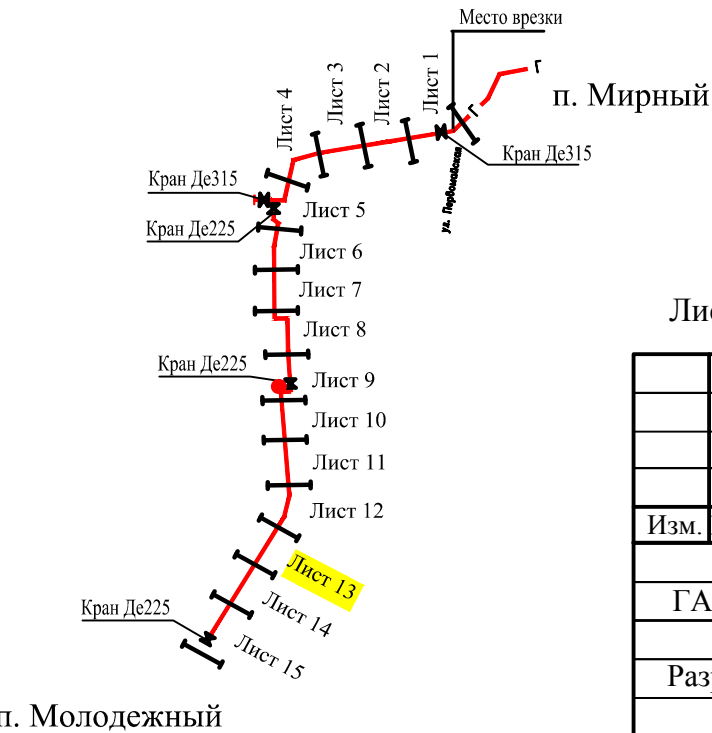 Место врезки
Г
п. Мирный
Г
Лист 1
Лист 2
Лист 3
Лист 4
Кран Де315
ул. Первомайская
Кран Де315
Лист 5
Кран Де225
Лист 6
Лист 7
Лист 8
Кран Де225
Лист 9
Лист 10
Лист 11
Лист 12
Лист 13
Кран Де225
Лист 14
Лист 15
п. Молодежный
Изм.